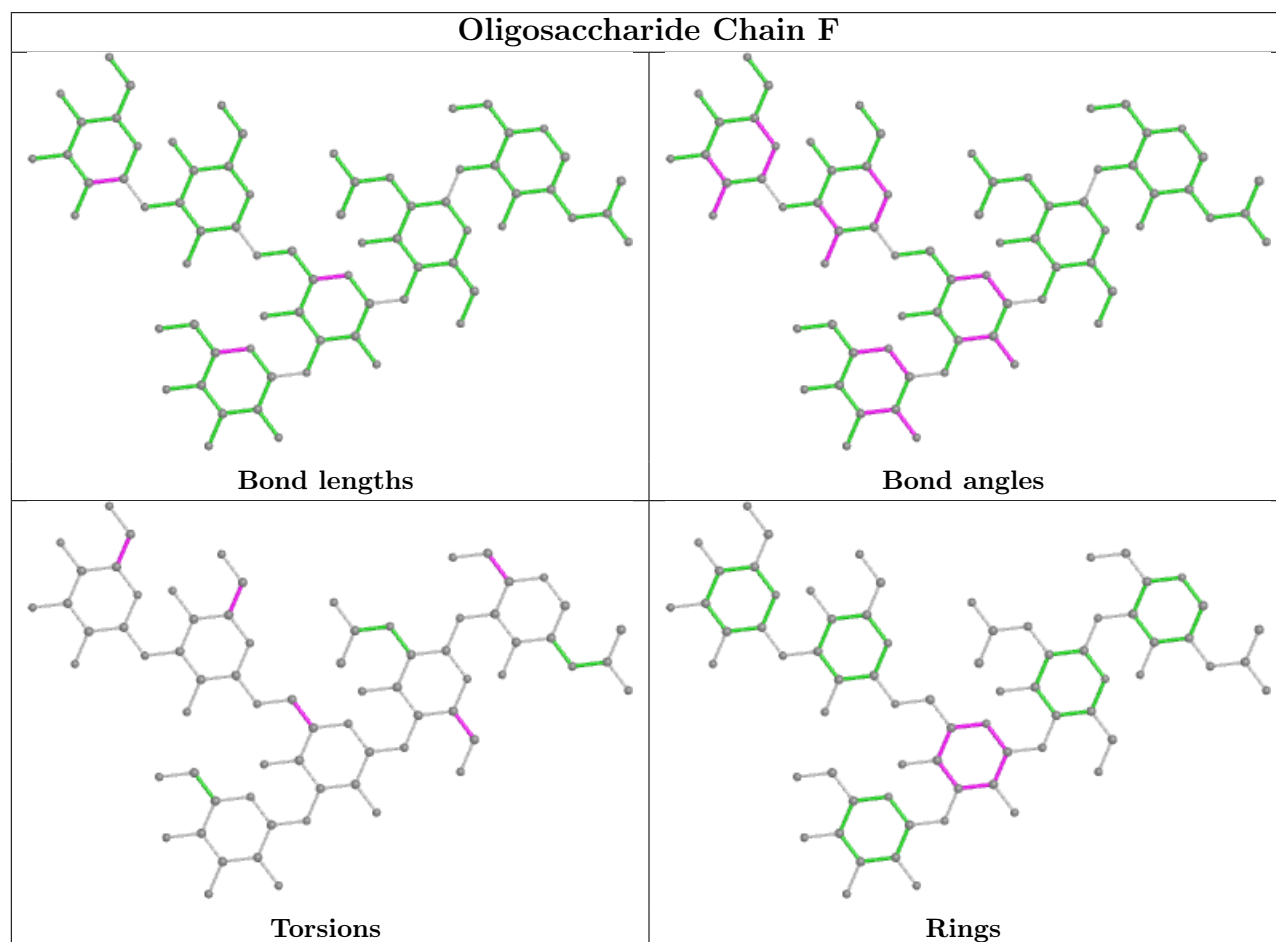 Oligosaccharide Chain F
Bond lengths
Bond angles
Torsions
Rings